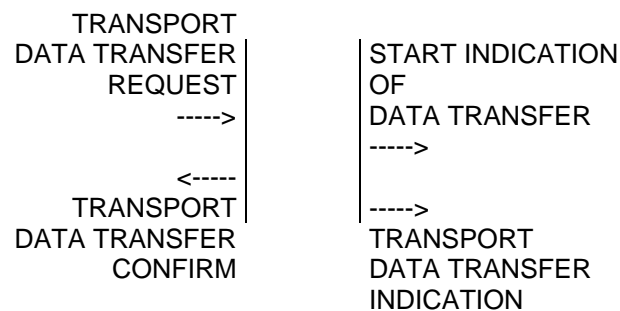 TRANSPORT
DATA TRANSFER
REQUEST
----->
<-----
TRANSPORT
DATA TRANSFER
CONFIRM
START INDICATION
OF
DATA TRANSFER
----->
----->
TRANSPORT
DATA TRANSFER
INDICATION